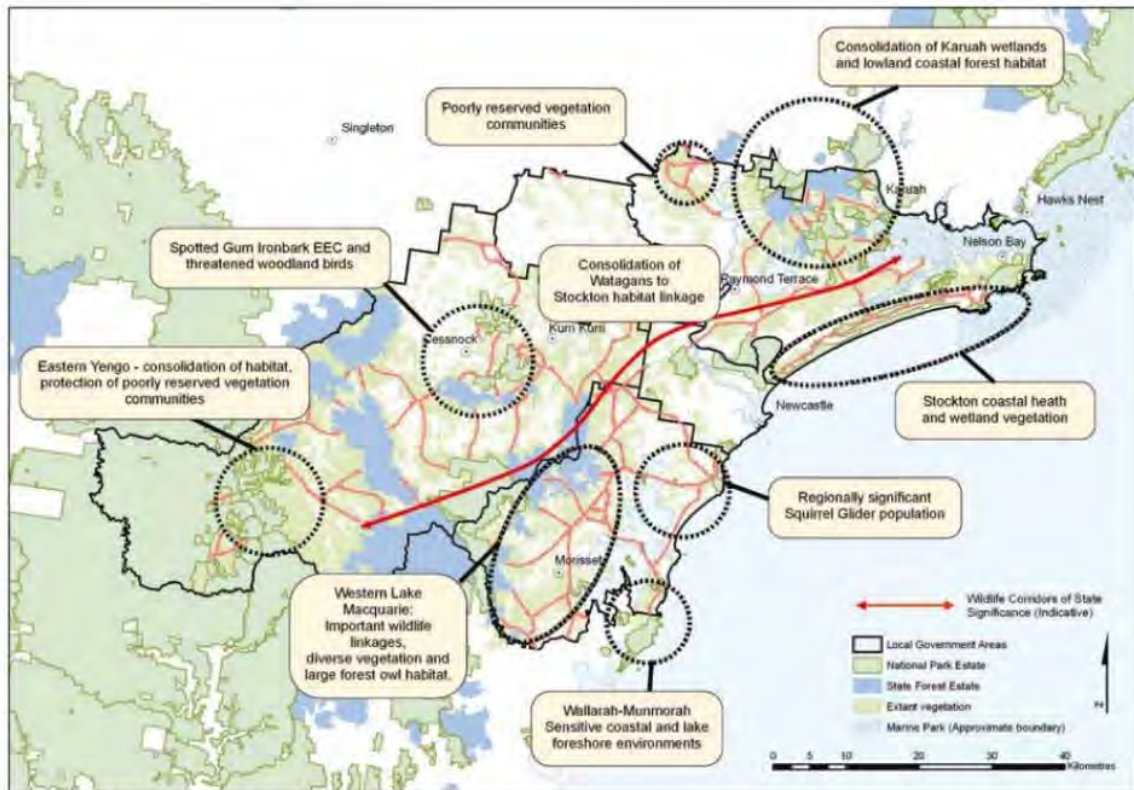 Consolidation of Karuah wetlands
and lowland coastal forest habitat
Poorly reserved vegetation
communities
Singleton
Karuah
Hawks Nest
Nelson Bay
Spotted Gum Ironbark EEC and
threatened woodland birds
Consolidation of
Watagans to
Stockton habitat linkage
Raymond Terrace
Kurri Kurri
Cessnock
Eastern Yengo - consolidation of habitat,
protection of poorly reserved vegetation
communities
Newcastle
Stockton coastal heath
and wetland vegetation
Regionally significant
Squirrel Glider population
Morisset
Western Lake
Macquarie:
Important wildlife
linkages,
diverse vegetation and
large forest owl habitat.
Wallarah-Munmorah
Sensitive coastal and lake
foreshore environments
Wildlife Corridors of State
Significance (Indicative)
Local Government Areas
National Park Estate
State Forest Estate
Extant vegetation
Marine Park (Approximate boundary)
N
0 5 10 20 30 40
Kilometres